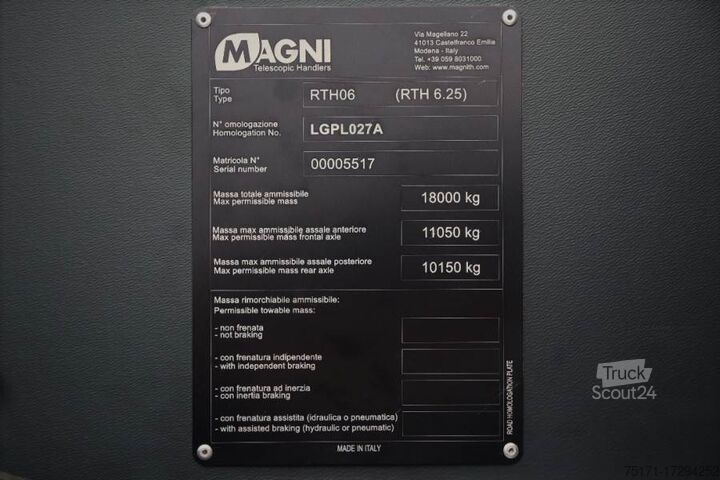 MAGNI
Telescopic Handlers
Via Magellano 22
41013 Castelfranco Emilia
Modena - Italy
Tel. +39 059 8031000
Web: www.magnith.com
Tipo
Type
RTH06 (RTH 6.25)
N° omologazione
Homologation No.
LGPL027A
Matricola N°
Serial number
00005517
Massa totale ammissibile
Max permissible mass
18000 kg
Massa max ammissibile assale anteriore
Max permissible mass frontal axle
11050 kg
Massa max ammissibile assale posteriore
Max permissible mass rear axle
10150 kg
Massa rimorchiabile ammissibile:
Permissible towable mass:
- non frenata
- not braking
- con frenatura indipendente
- with independent braking
- con frenatura ad inerzia
- con inertia braking
- con frenatura assistita (idraulica o pneumatica)
- with assisted braking (hydraulic or pneumatic)
ROAD HOMOLOGATION PLATE
MADE IN ITALY
Truck
Scout24
75171-17294252